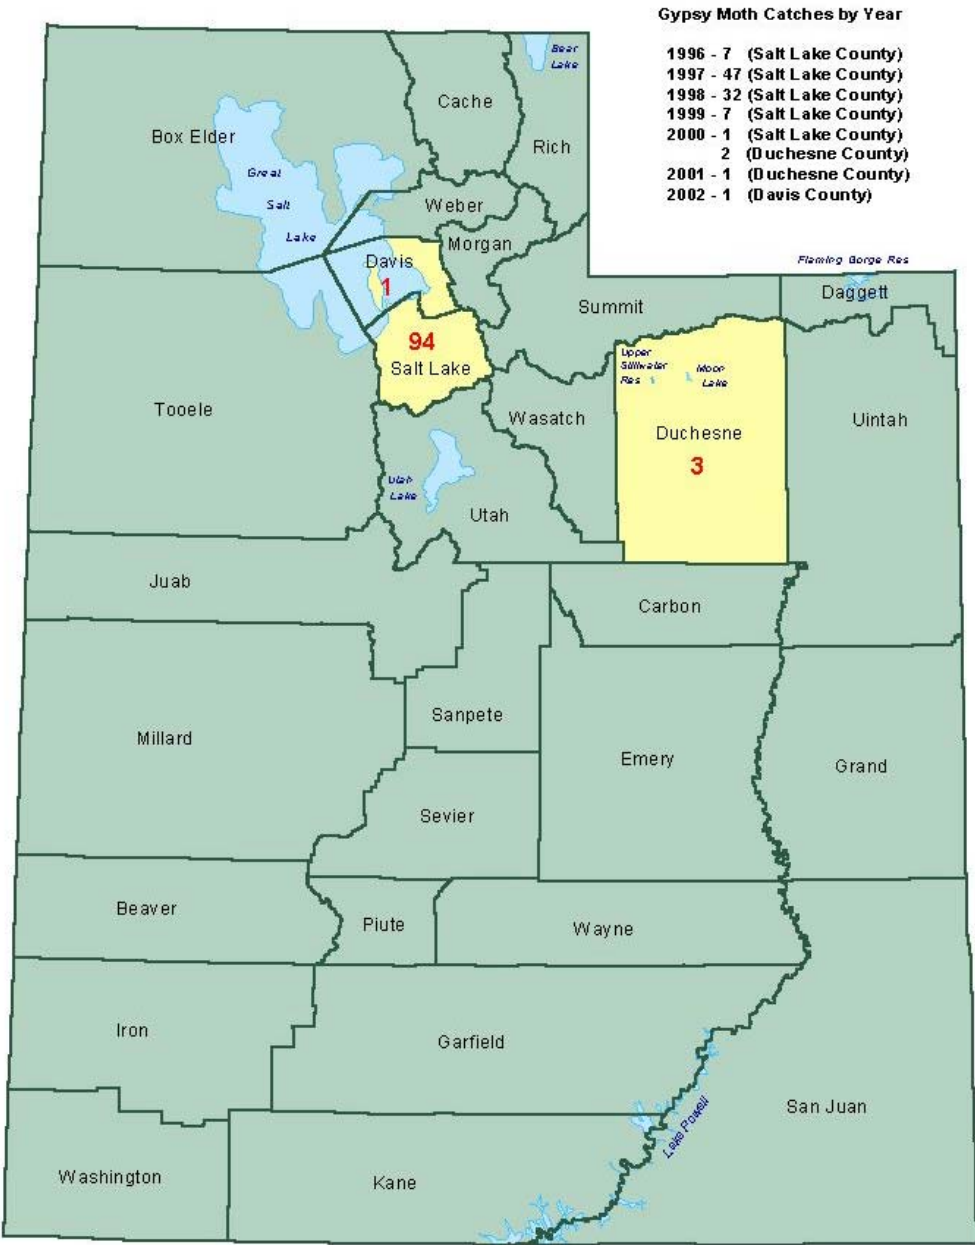 Gypsy Moth Catches by Year
1996 - 7 (Salt Lake County)
1997 - 47 (Salt Lake County)
1998 - 32 (Salt Lake County)
1999 - 7 (Salt Lake County)
2000 - 1 (Salt Lake County)
2 (Duchesne County)
2001 - 1 (Duchesne County)
2002 - 1 (Davis County)
Bear
Lake
Cache
Box Elder
Rich
Great
Salt
Lake
Weber
Morgan
Davis
1
Flaming Gorge Res
Daggett
Summit
94
Salt Lake
Upper
Stillwater
Res
Moon
Lake
Tooele
Wasatch
Duchesne
3
Uintah
Utah
Lake
Utah
Juab
Carbon
Sanpete
Millard
Emery
Grand
Sevier
Beaver
Piute
Wayne
Iron
Garfield
San Juan
Lake Powell
Washington
Kane